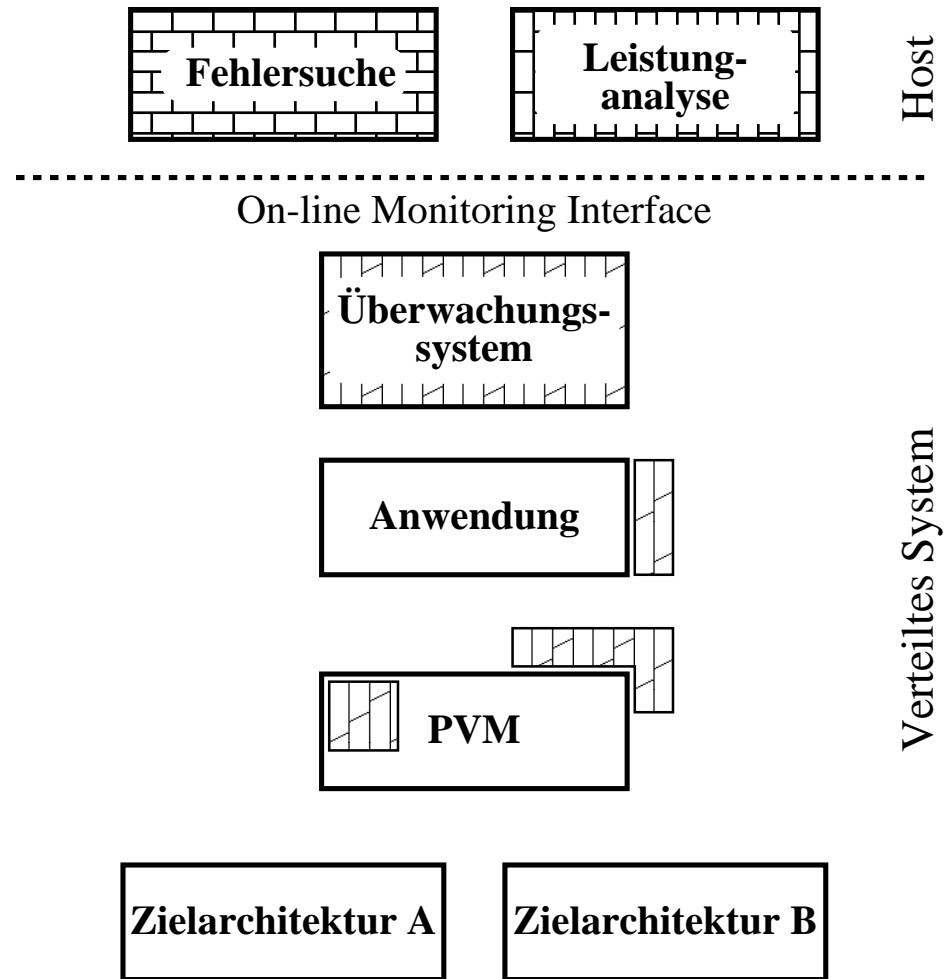 Fehlersuche
Leistung-
analyse
Host
On-line Monitoring Interface
Überwachungs-
system
Anwendung
Verteiltes System
PVM
Zielarchitektur A
Zielarchitektur B